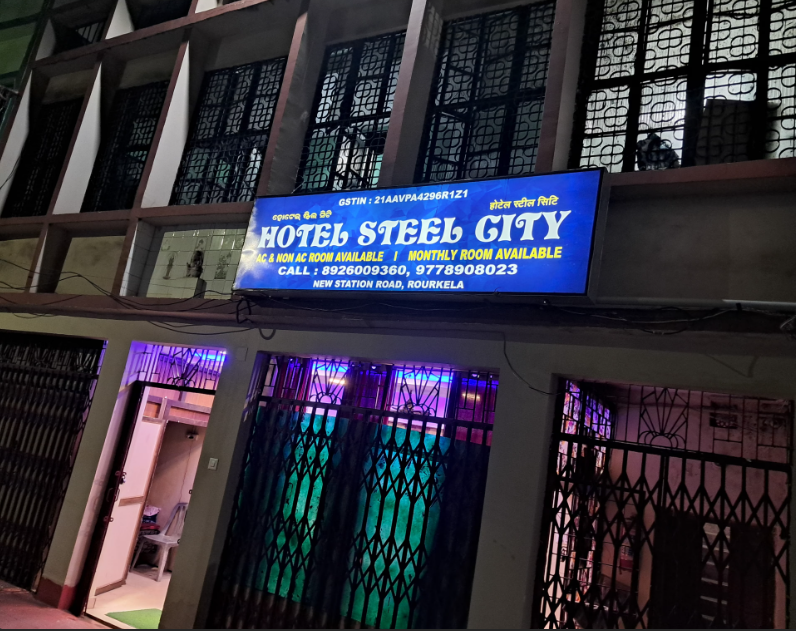 GSTIN : 21AAVPA4296R1Z1
ହୋଟେଲ ଷ୍ଟିଲ ସିଟି होटेल स्टील सिटि
HOTEL STEEL CITY
AC & NON AC ROOM AVAILABLE | MONTHLY ROOM AVAILABLE
CALL : 8926009360, 9778908023
NEW STATION ROAD, ROURKELA